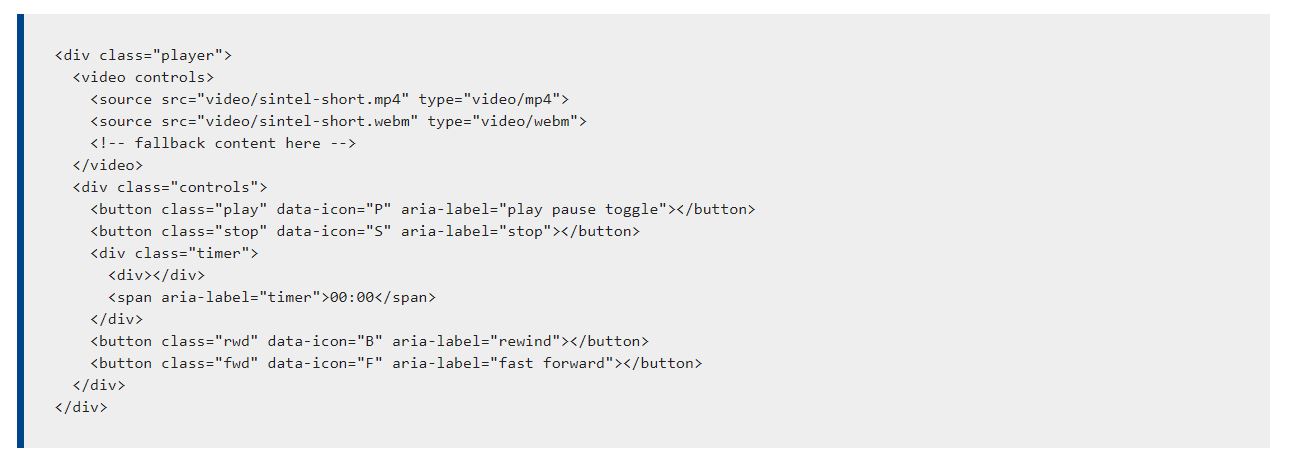 <div class="player">
  <video controls>
    <source src="video/sintel-short.mp4" type="video/mp4">
    <source src="video/sintel-short.webm" type="video/webm">
    <!-- fallback content here -->
  </video>
  <div class="controls">
    <button class="play" data-icon="P" aria-label="play pause toggle"></button>
    <button class="stop" data-icon="S" aria-label="stop"></button>
    <div class="timer">
      <div></div>
      <span aria-label="timer">00:00</span>
    </div>
    <button class="rwd" data-icon="B" aria-label="rewind"></button>
    <button class="fwd" data-icon="F" aria-label="fast forward"></button>
  </div>
</div>